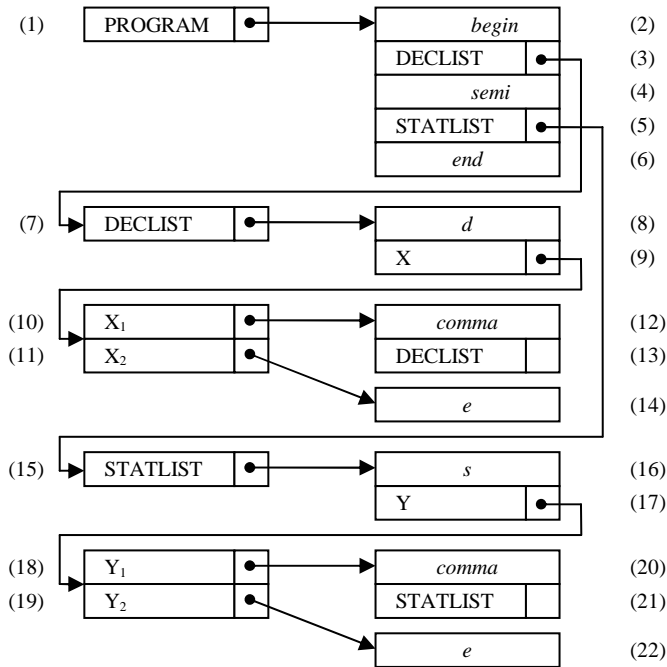 (1) PROGRAM begin (2)
DECLIST (3)
semi (4)
STATLIST (5)
end (6)
(7) DECLIST d (8)
X (9)
(10) X₁ comma (12)
(11) X₂ DECLIST (13)
e (14)
(15) STATLIST s (16)
Y (17)
(18) Y₁ comma (20)
(19) Y₂ STATLIST (21)
e (22)